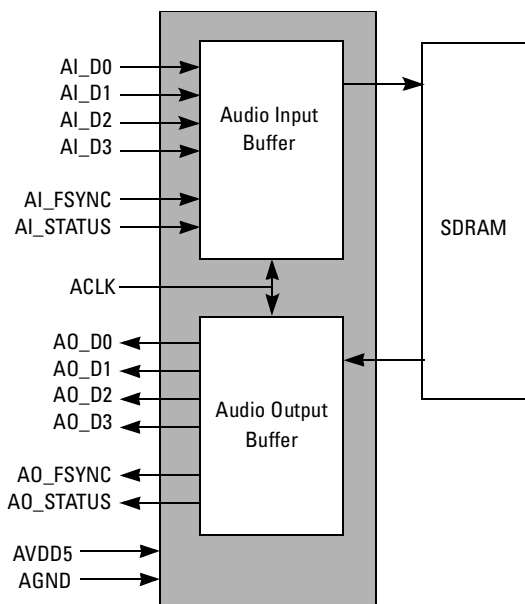 AI_D0
AI_D1
AI_D2
AI_D3
AI_FSYNC
AI_STATUS
Audio Input
Buffer
SDRAM
ACLK
AO_D0
AO_D1
AO_D2
AO_D3
AO_FSYNC
AO_STATUS
Audio Output
Buffer
AVDD5
AGND